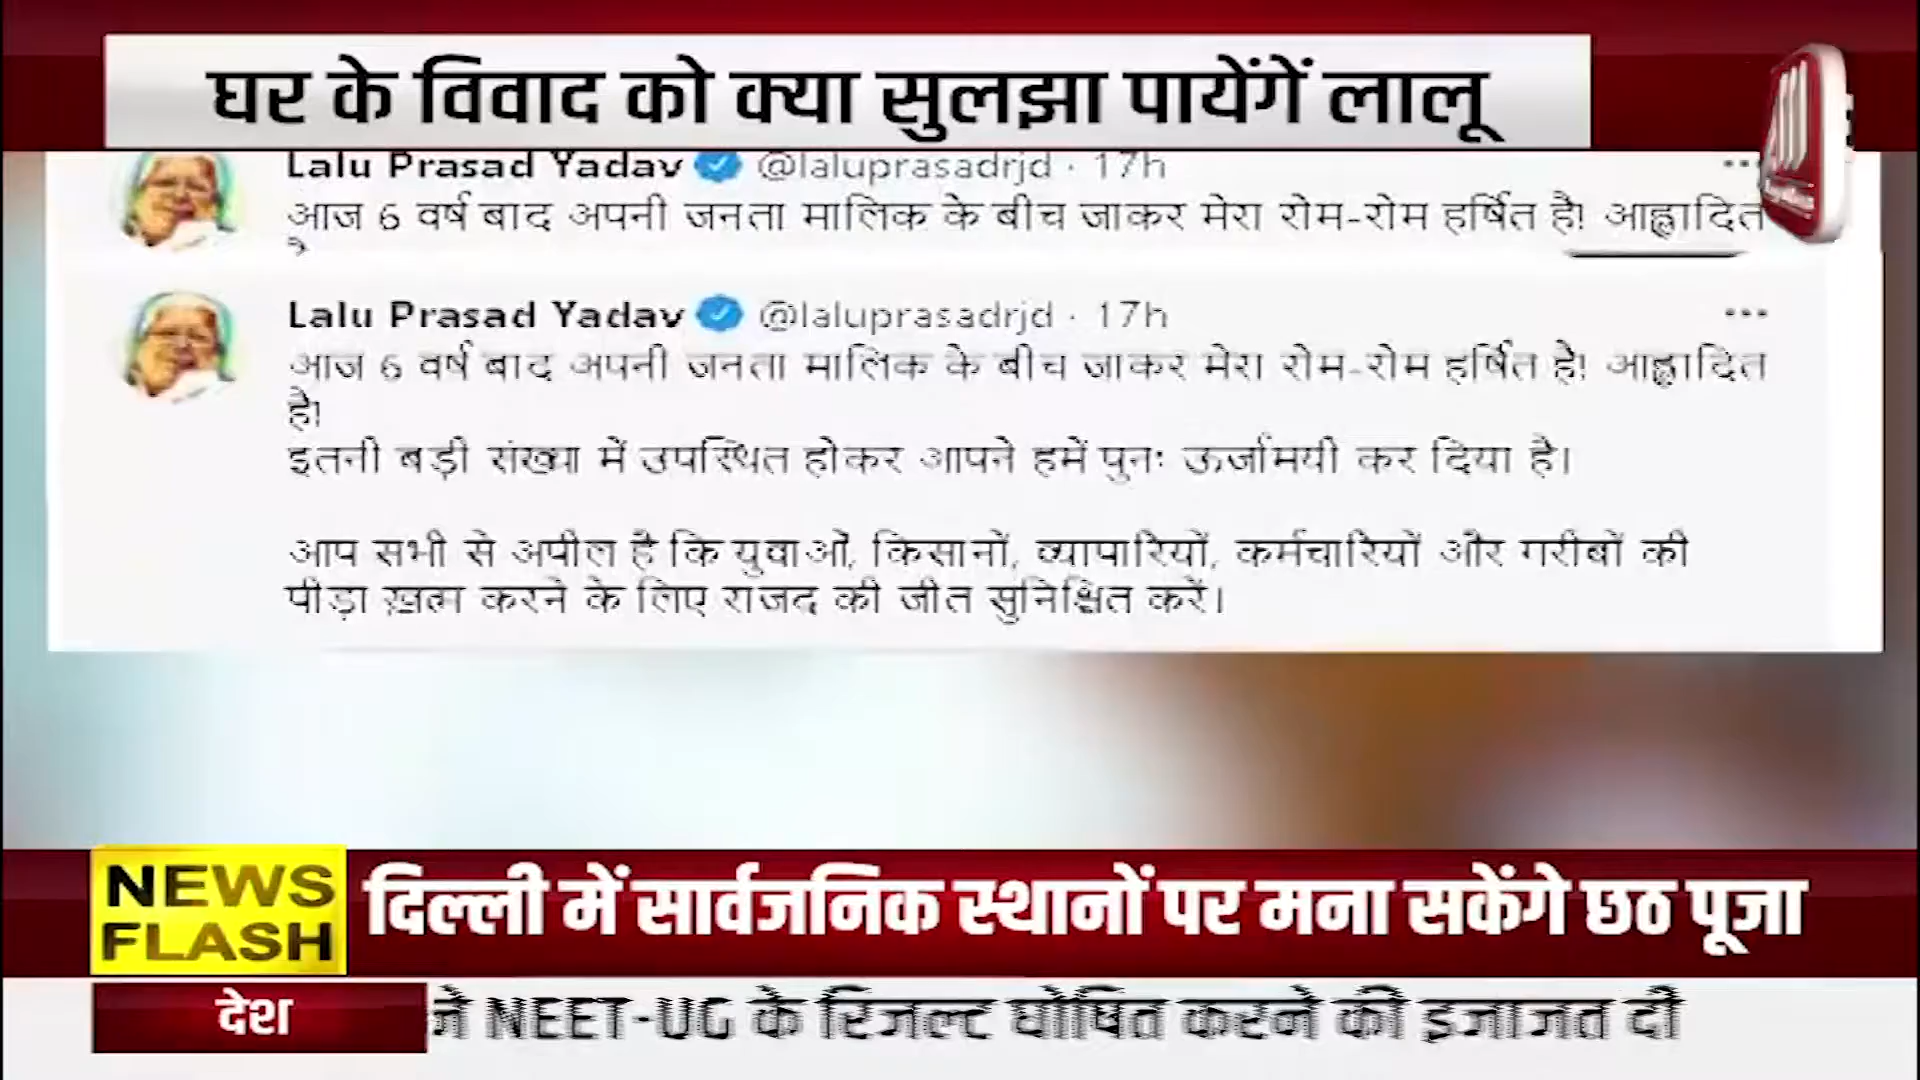 घर के विवाद को क्या सुलझा पायेंगें लालू
Lalu Prasad Yadav @laluprasadrjd · 17h
आज 6 वर्ष बाद अपनी जनता मालिक के बीच जाकर मेरा रोम-रोम हर्षित है! आह्लादित
Lalu Prasad Yadav @laluprasadrjd · 17h
आज 6 वर्ष बाद अपनी जनता मालिक के बीच जाकर मेरा रोम-रोम हर्षित है! आह्लादित
है!
इतनी बड़ी संख्या में उपस्थित होकर आपने हमें पुनः ऊर्जामयी कर दिया है।
आप सभी से अपील है कि युवाओं, किसानों, व्यापारियों, कर्मचारियों और गरीबों की
पीड़ा ख़त्म करने के लिए राजद की जीत सुनिश्चित करें।
NEWS
FLASH
दिल्ली में सार्वजनिक स्थानों पर मना सकेंगे छठ पूजा
देश
ने NEET-UG के रिजल्ट घोषित करने की इजाजत दी